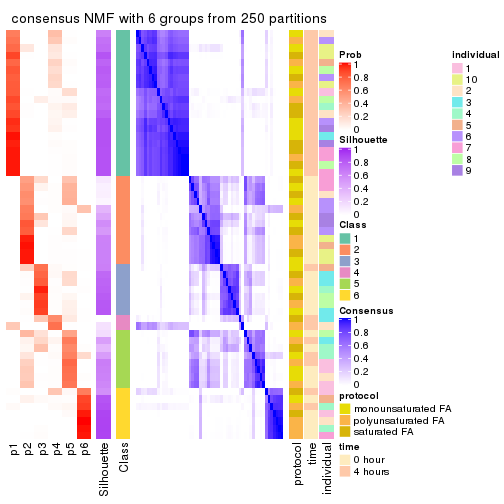 consensus NMF with 6 groups from 250 partitions
Prob
1
0.8
0.6
0.4
0.2
0
Silhouette
1
0.8
0.6
0.4
0.2
0
Class
1
2
3
4
5
6
Consensus
1
0.8
0.6
0.4
0.2
0
protocol
monounsaturated FA
polyunsaturated FA
saturated FA
time
0 hour
4 hours
individual
1
10
2
3
4
5
6
7
8
9
p1
p2
p3
p4
p5
p6
Silhouette
Class
protocol
time
individual